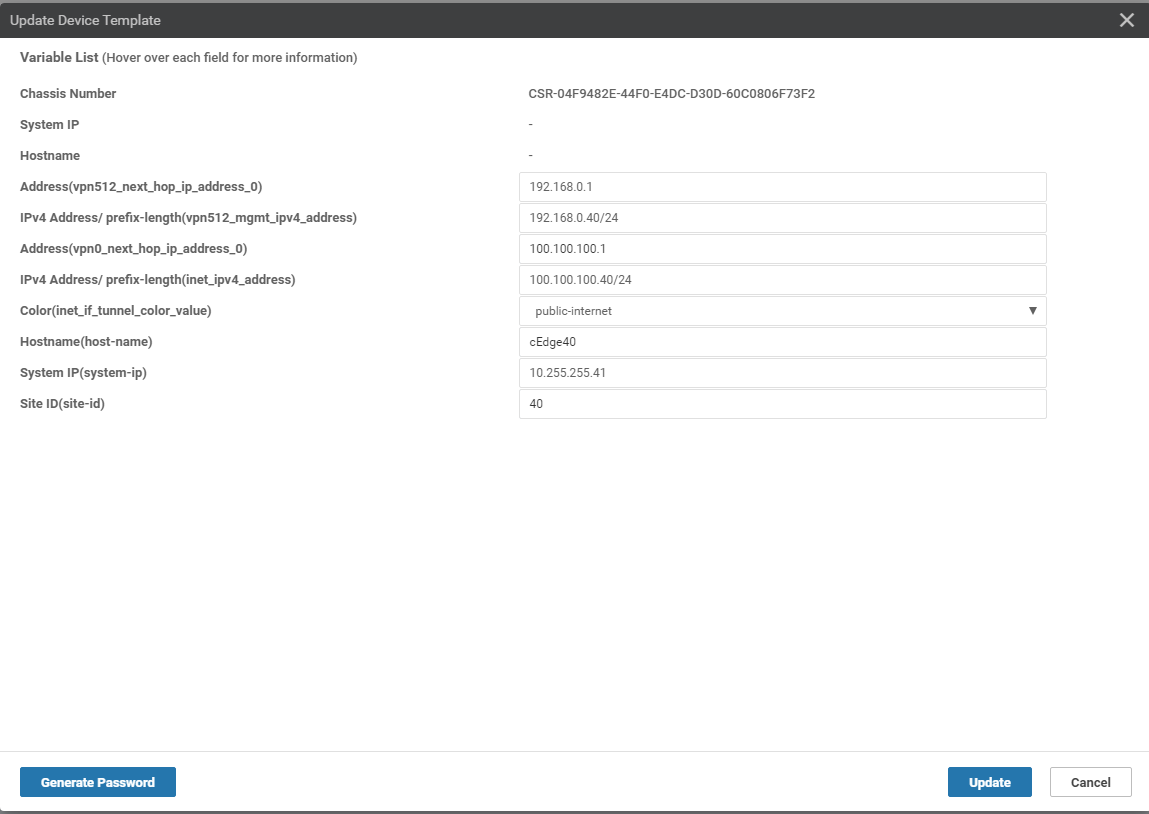 Update Device Template
Variable List (Hover over each field for more information)
Chassis Number CSR-04F9482E-44F0-E4DC-D30D-60C0806F73F2
System IP -
Hostname -
Address(vpn512_next_hop_ip_address_0) 192.168.0.1
IPv4 Address/ prefix-length(vpn512_mgmt_ipv4_address) 192.168.0.40/24
Address(vpn0_next_hop_ip_address_0) 100.100.100.1
IPv4 Address/ prefix-length(inet_ipv4_address) 100.100.100.40/24
Color(inet_if_tunnel_color_value) public-internet
Hostname(host-name) cEdge40
System IP(system-ip) 10.255.255.41
Site ID(site-id) 40
Generate Password Update Cancel